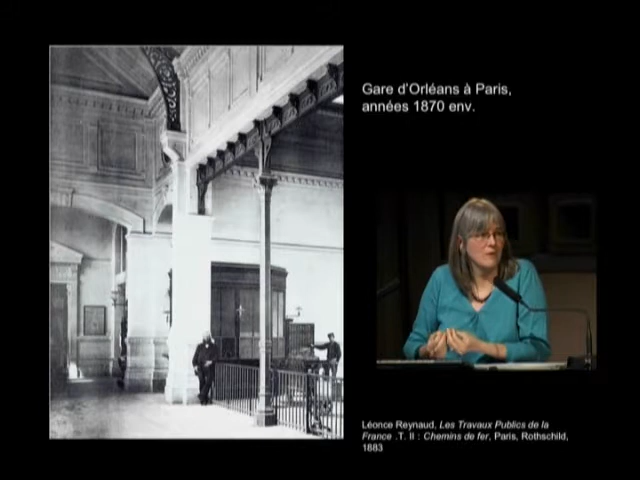 Gare d'Orléans à Paris,
années 1870 env.
Léonce Reynaud, Les Travaux Publics de la
France .T. II : Chemins de fer, Paris, Rothschild,
1883